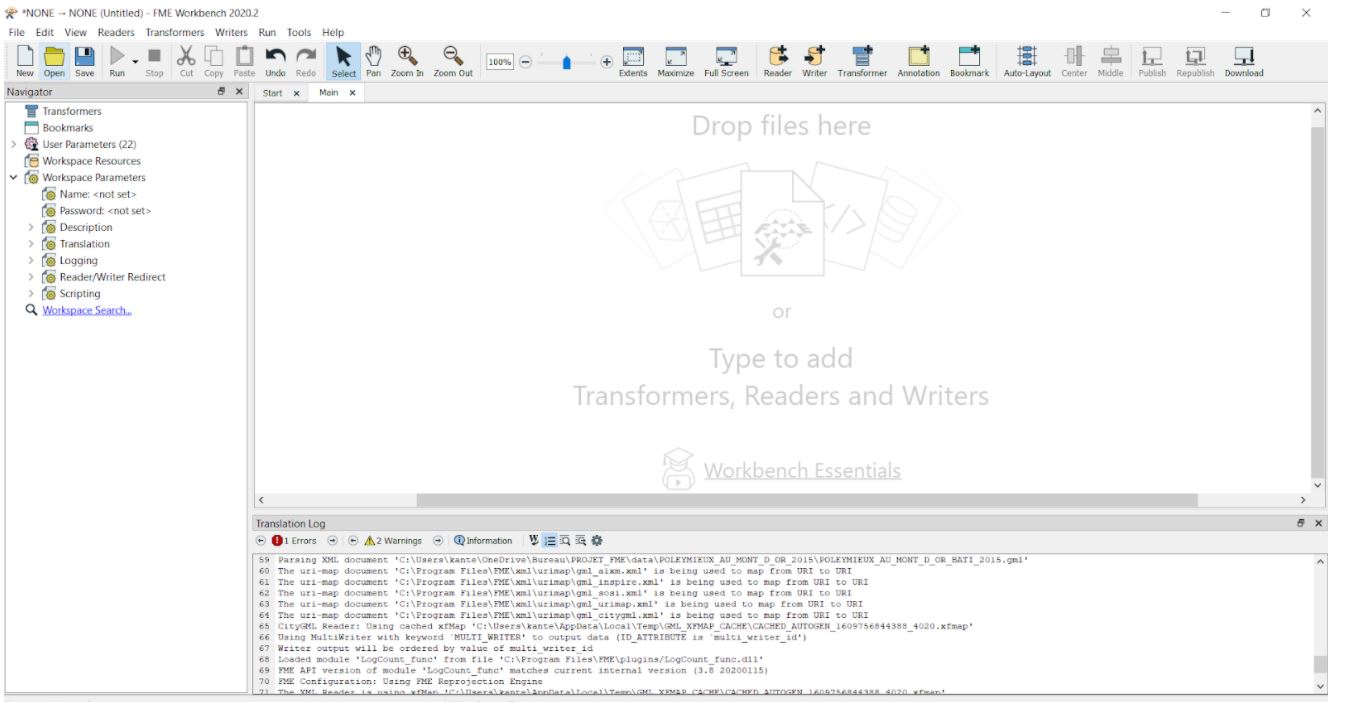 *NONE → NONE (Untitled) - FME Workbench 2020.2
File Edit View Readers Transformers Writers Run Tools Help
100%
New Open Save Run Stop Cut Copy Paste Undo Redo Select Pan Zoom In Zoom Out Extents Maximize Full Screen Reader Writer Transformer Annotation Bookmark Auto-Layout Center Middle Publish Republish Download
Navigator
Start Main
Transformers
Bookmarks
User Parameters (22)
Workspace Resources
Workspace Parameters
Name: <not set>
Password: <not set>
Description
Translation
Logging
Reader/Writer Redirect
Scripting
Workspace Search...
Drop files here
or
Type to add
Transformers, Readers and Writers
Workbench Essentials
Translation Log
1 Errors 2 Warnings Information
59 Parsing XML document 'C:\Users\kante\OneDrive\Bureau\PROJET_FME\data\POLEYMIEUX_AU_MONT_D_OR_2015\POLEYMIEUX_AU_MONT_D_OR_BATI_2015.gml'
60 The uri-map document 'C:\Program Files\FME\xml\urimap\gml_aixm.xml' is being used to map from URI to URI
61 The uri-map document 'C:\Program Files\FME\xml\urimap\gml_inspire.xml' is being used to map from URI to URI
62 The uri-map document 'C:\Program Files\FME\xml\urimap\gml_sosi.xml' is being used to map from URI to URI
63 The uri-map document 'C:\Program Files\FME\xml\urimap\gml_urimap.xml' is being used to map from URI to URI
64 The uri-map document 'C:\Program Files\FME\xml\urimap\gml_citygml.xml' is being used to map from URI to URI
65 CityGML Reader: Using cached xfMap 'C:\Users\kante\AppData\Local\Temp\GML_XFMAP_CACHE\CACHED_AUTOGEN_1609756844388_4020.xfmap'
66 Using MultiWriter with keyword `MULTI_WRITER' to output data (ID_ATTRIBUTE is `multi_writer_id')
67 Writer output will be ordered by value of multi_writer_id
68 Loaded module 'LogCount_func' from file 'C:\Program Files\FME\plugins/LogCount_func.dll'
69 FME API version of module 'LogCount_func' matches current internal version (3.8 20200115)
70 FME Configuration: Using FME Reprojection Engine
71 The XML Reader is using xfMap 'C:\Users\kante\AppData\Local\Temp\GML_XFMAP_CACHE\CACHED_AUTOGEN_1609756844388_4020.xfmap'